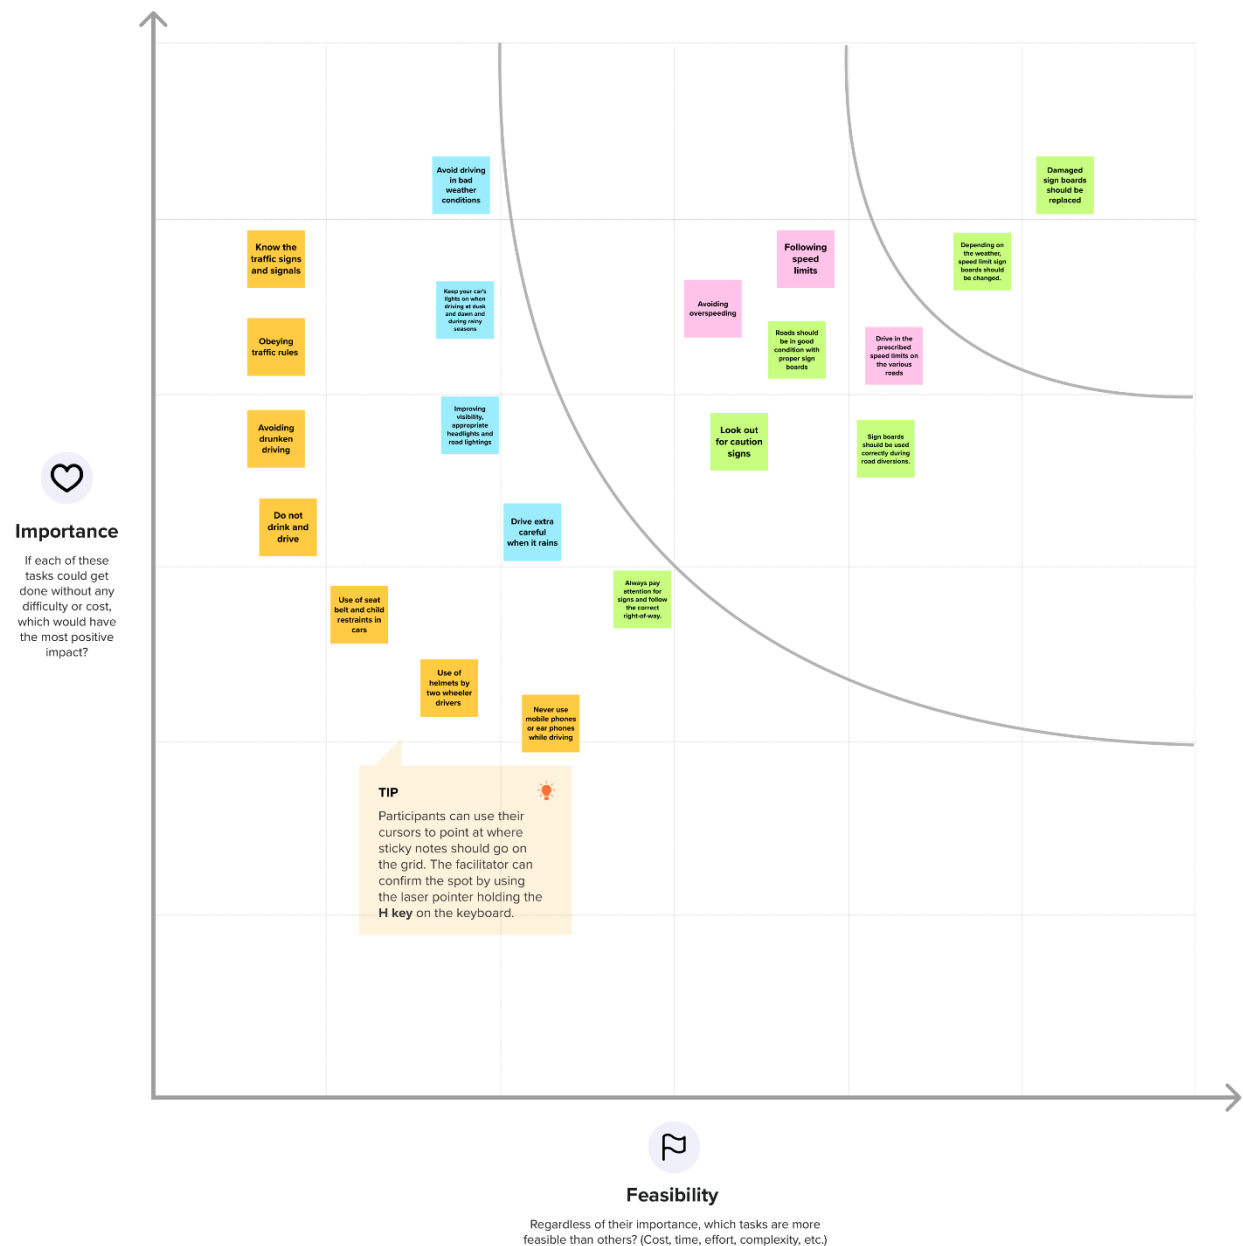 Avoid driving
in bad
weather
conditions
Damaged
sign boards
should be
replaced
Know the
traffic signs
and signals
Following
speed
limits
Depending on
the weather,
speed limit sign
boards should
be changed.
Keep your car's
lights on when
driving at dusk
and dawn and
during rainy
seasons
Avoiding
overspeeding
Obeying
traffic rules
Roads should
be in good
condition with
proper sign
boards
Drive in the
prescribed
speed limits on
the various
roads
Avoiding
drunken
driving
Improving
visibility,
appropriate
headlights and
road lightings
Look out
for caution
signs
Sign boards
should be used
correctly during
road diversions.
Do not
drink and
drive
Drive extra
careful
when it rains
Importance
If each of these
tasks could get
done without any
difficulty or cost,
which would have
the most positive
impact?
Use of seat
belt and child
restraints in
cars
Always pay
attention for
signs and follow
the correct
right-of-way.
Use of
helmets by
two wheeler
drivers
Never use
mobile phones
or ear phones
while driving
TIP
Participants can use their
cursors to point at where
sticky notes should go on
the grid. The facilitator can
confirm the spot by using
the laser pointer holding the
H key on the keyboard.
Feasibility
Regardless of their importance, which tasks are more
feasible than others? (Cost, time, effort, complexity, etc.)